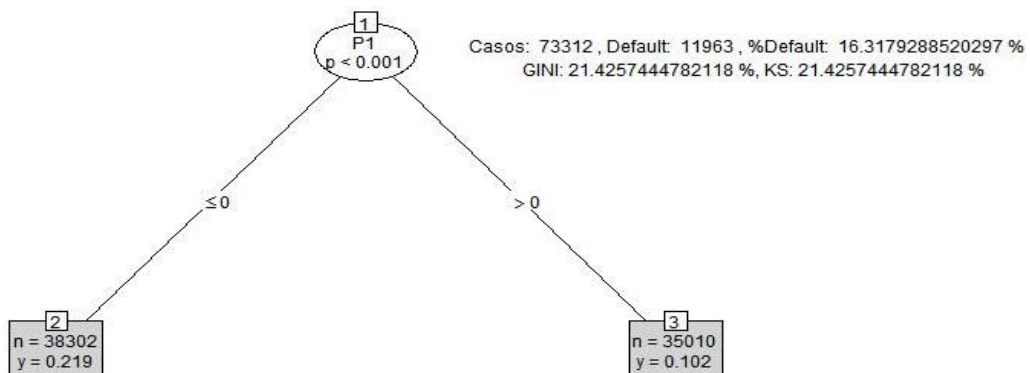 1
P1
p < 0.001
Casos: 73312 , Default: 11963 , %Default: 16.3179288520297 %
GINI: 21.4257444782118 %, KS: 21.4257444782118 %
≤ 0
> 0
2
n = 38302
y = 0.219
3
n = 35010
y = 0.102